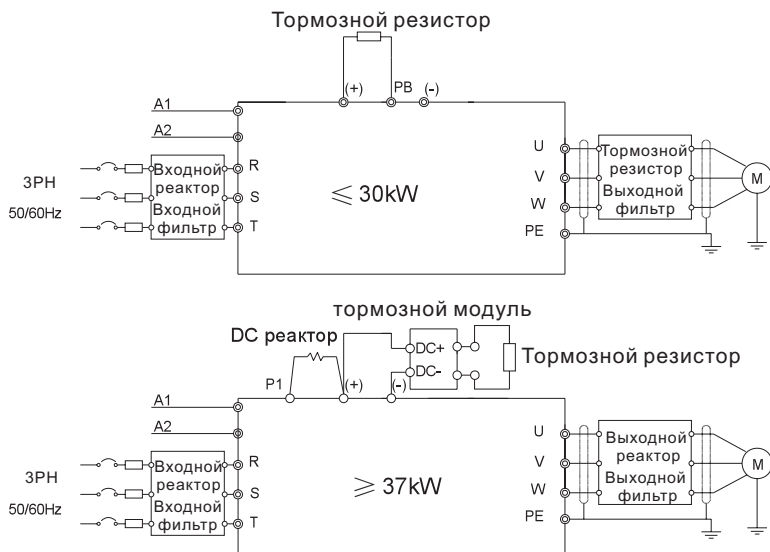 Тормозной резистор
(+)
PB
(-)
A1
A2
3PH
50/60Hz
Входной
реактор
Входной
фильтр
R
S
T
≤ 30kW
U
V
W
PE
Тормозной
резистор
Выходной
фильтр
M
тормозной модуль
DC реактор
P1
(+)
(-)
DC+
DC-
Тормозной резистор
A1
A2
3PH
50/60Hz
Входной
реактор
Входной
фильтр
R
S
T
≥ 37kW
U
V
W
PE
Выходной
реактор
Выходной
фильтр
M